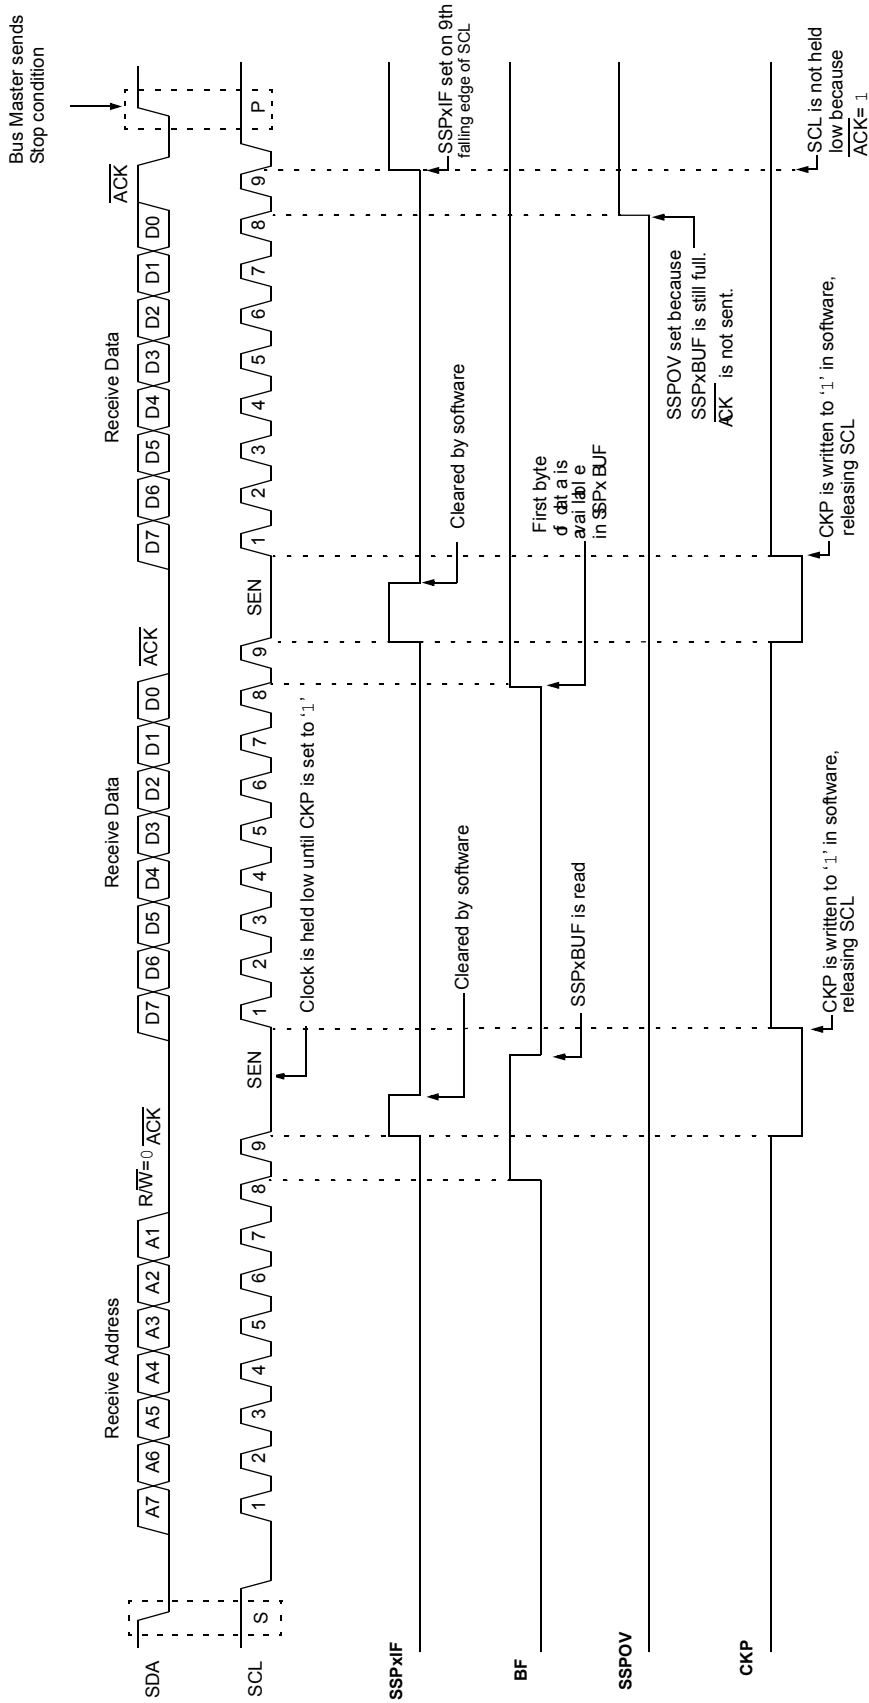 Bus Master sends
Stop condition
Receive Address
Receive Data
Receive Data
ACK
SDA
A7 A6 A5 A4 A3 A2 A1 R/W=0 ACK D7 D6 D5 D4 D3 D2 D1 D0 ACK D7 D6 D5 D4 D3 D2 D1 D0
SCL
S 1 2 3 4 5 6 7 8 9 SEN 1 2 3 4 5 6 7 8 9 SEN 1 2 3 4 5 6 7 8 9 P
Clock is held low until CKP is set to ‘1’
SSPxIF
Cleared by software
Cleared by software
SSPxIF set on 9th
falling edge of SCL
BF
SSPxBUF is read
First byte
of data is
available
in SSPxBUF
SSPOV
SSPOV set because
SSPxBUF is still full.
ACK is not sent.
CKP
CKP is written to ‘1’ in software,
releasing SCL
CKP is written to ‘1’ in software,
releasing SCL
SCL is not held
low because
ACK= 1